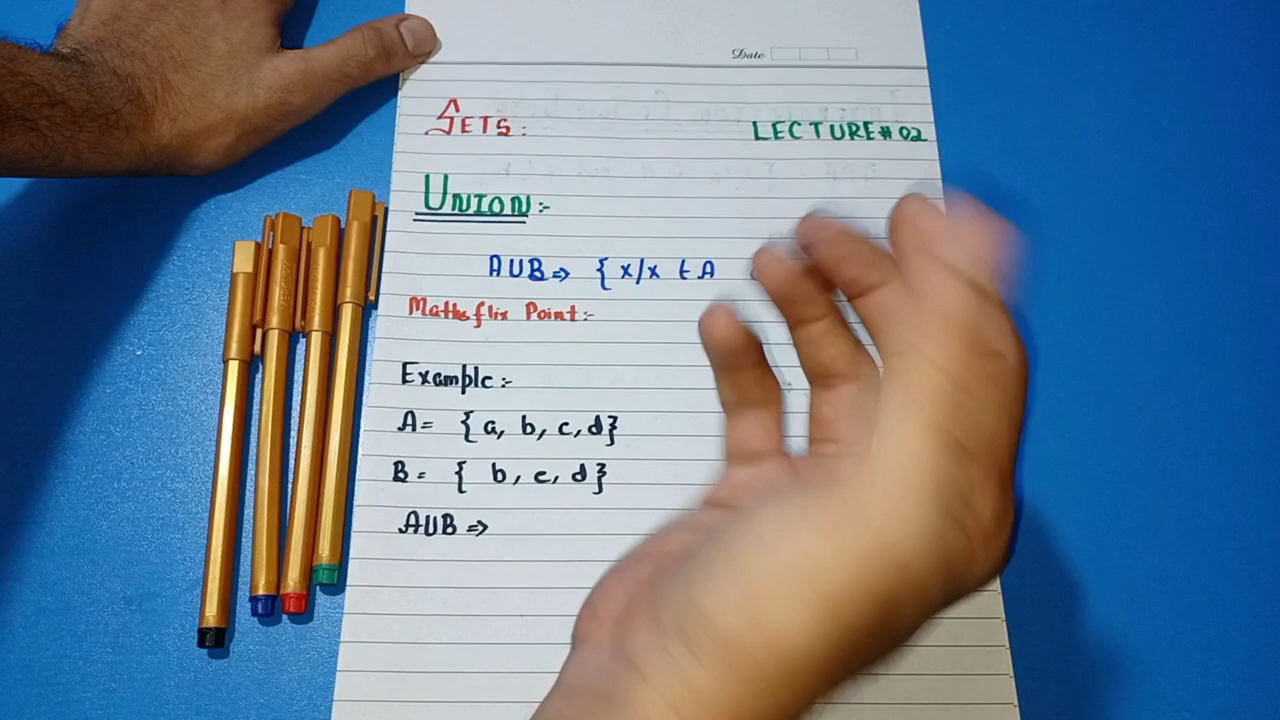 Date
SETS:
LECTURE#02
UNION:-
AUB⇒ {x/x ∈ A
Mathsflix Point:-
Example:-
A= {a, b, c, d}
B= { b, c, d}
AUB⇒